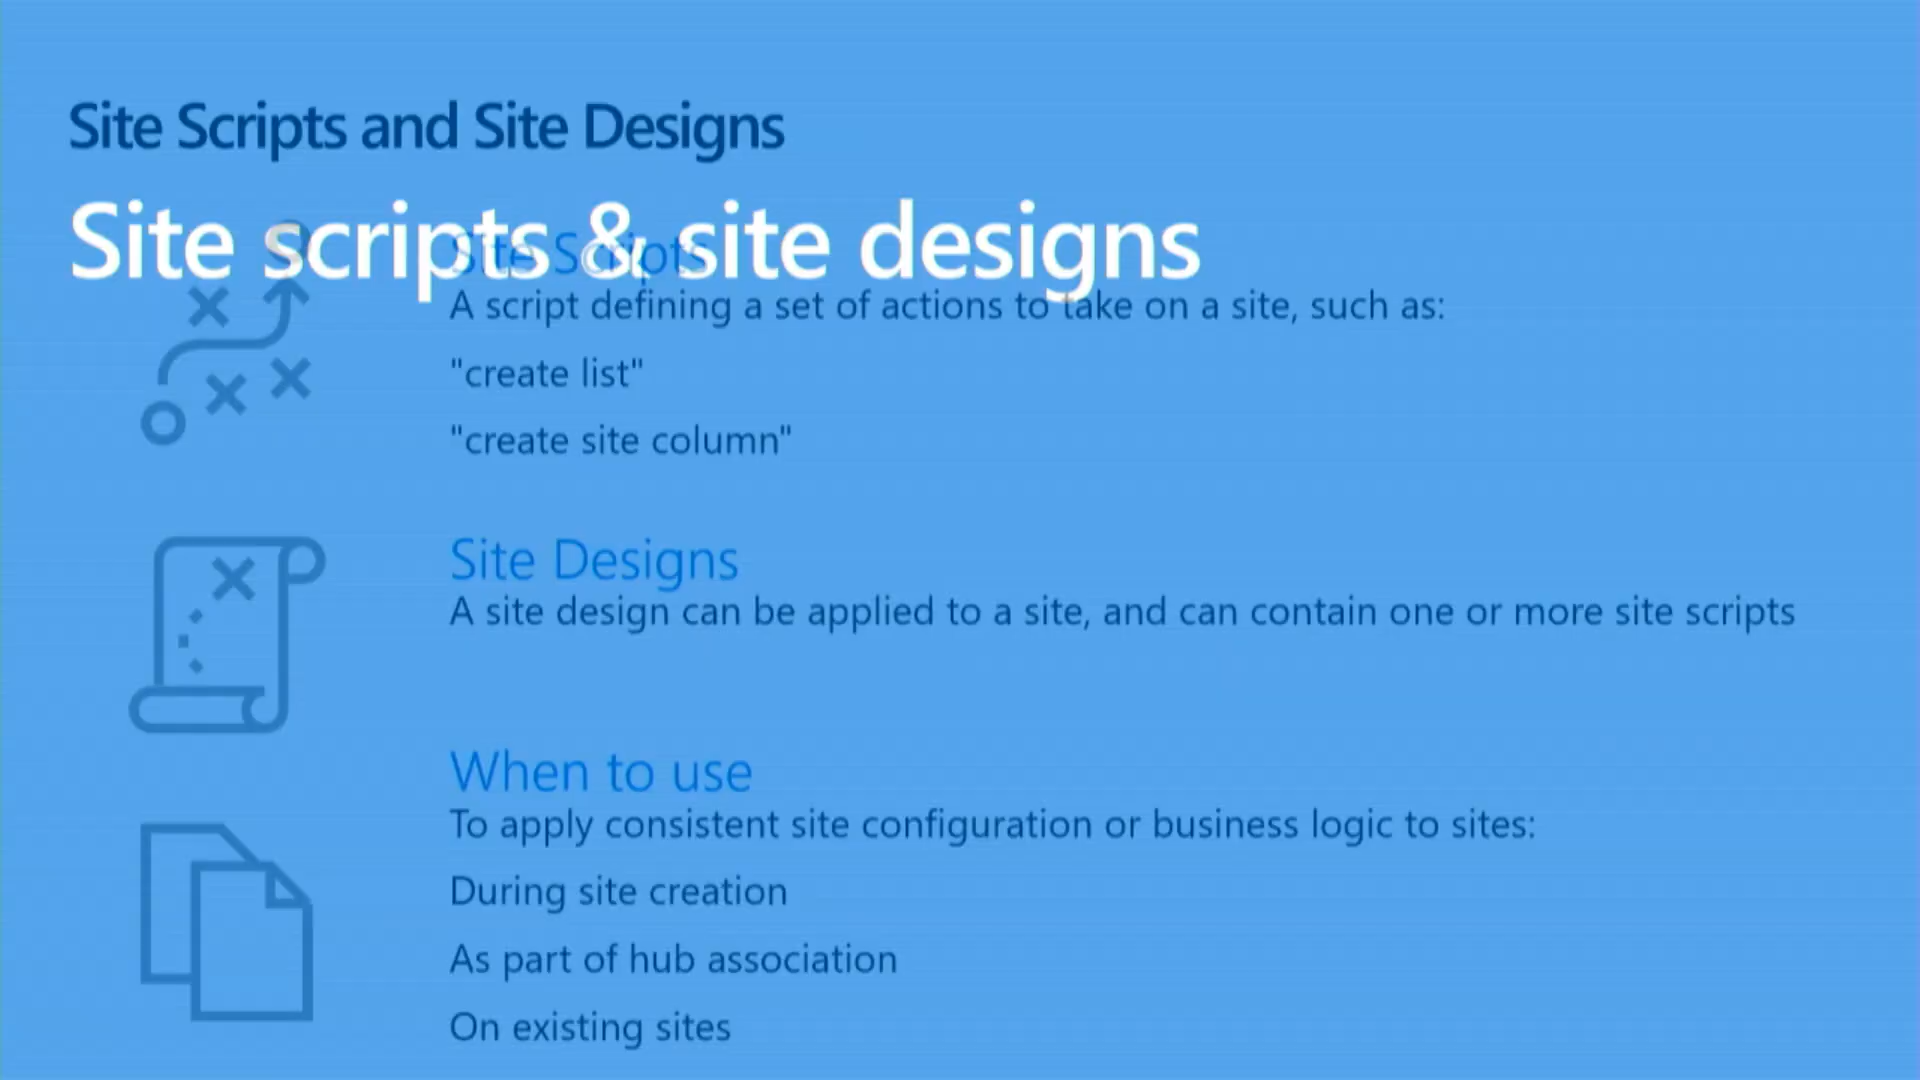 Site Scripts and Site Designs
Site scripts & site designs
Site Scripts
A script defining a set of actions to take on a site, such as:
"create list"
"create site column"
Site Designs
A site design can be applied to a site, and can contain one or more site scripts
When to use
To apply consistent site configuration or business logic to sites:
During site creation
As part of hub association
On existing sites